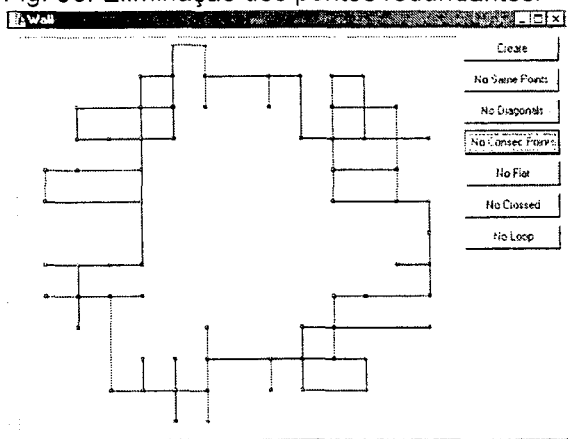 Fig. 38. Eliminação dos pontos redundantes.
Wall
Create
No Same Points
No Diagonals
No Consec Points
No Flat
No Crossed
No Loop